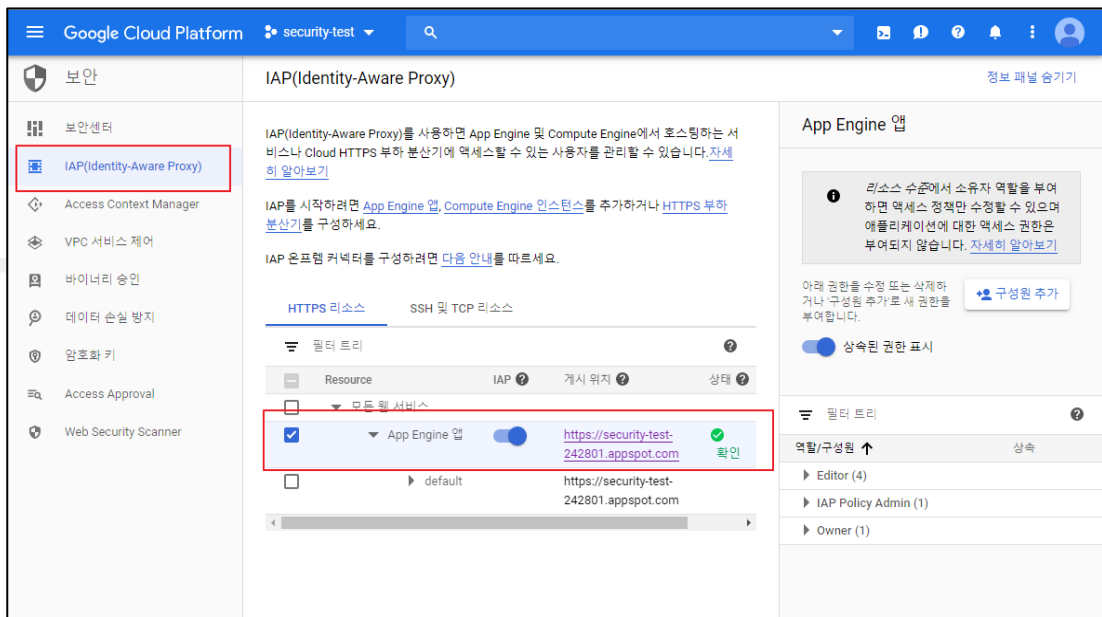 Google Cloud Platform
security-test
보안
IAP(Identity-Aware Proxy)
정보 패널 숨기기
보안센터
IAP(Identity-Aware Proxy)
Access Context Manager
VPC 서비스 제어
바이너리 승인
데이터 손실 방지
암호화 키
Access Approval
Web Security Scanner
IAP(Identity-Aware Proxy)를 사용하면 App Engine 및 Compute Engine에서 호스팅하는 서
비스나 Cloud HTTPS 부하 분산기에 액세스할 수 있는 사용자를 관리할 수 있습니다.자세
히 알아보기
IAP를 시작하려면 App Engine 앱, Compute Engine 인스턴스를 추가하거나 HTTPS 부하
분산기를 구성하세요.
IAP 온프렘 커넥터를 구성하려면 다음 안내를 따르세요.
HTTPS 리소스 SSH 및 TCP 리소스
필터 트리
Resource IAP 게시 위치 상태
모든 웹 서비스
App Engine 앱 https://security-test-
242801.appspot.com 확인
default https://security-test-
242801.appspot.com
App Engine 앱
리소스 수준에서 소유자 역할을 부여
하면 액세스 정책만 수정할 수 있으며
애플리케이션에 대한 액세스 권한은
부여되지 않습니다. 자세히 알아보기
아래 권한을 수정 또는 삭제하
거나 '구성원 추가'로 새 권한을
부여합니다.
구성원 추가
상속된 권한 표시
필터 트리
역할/구성원 상속
Editor (4)
IAP Policy Admin (1)
Owner (1)